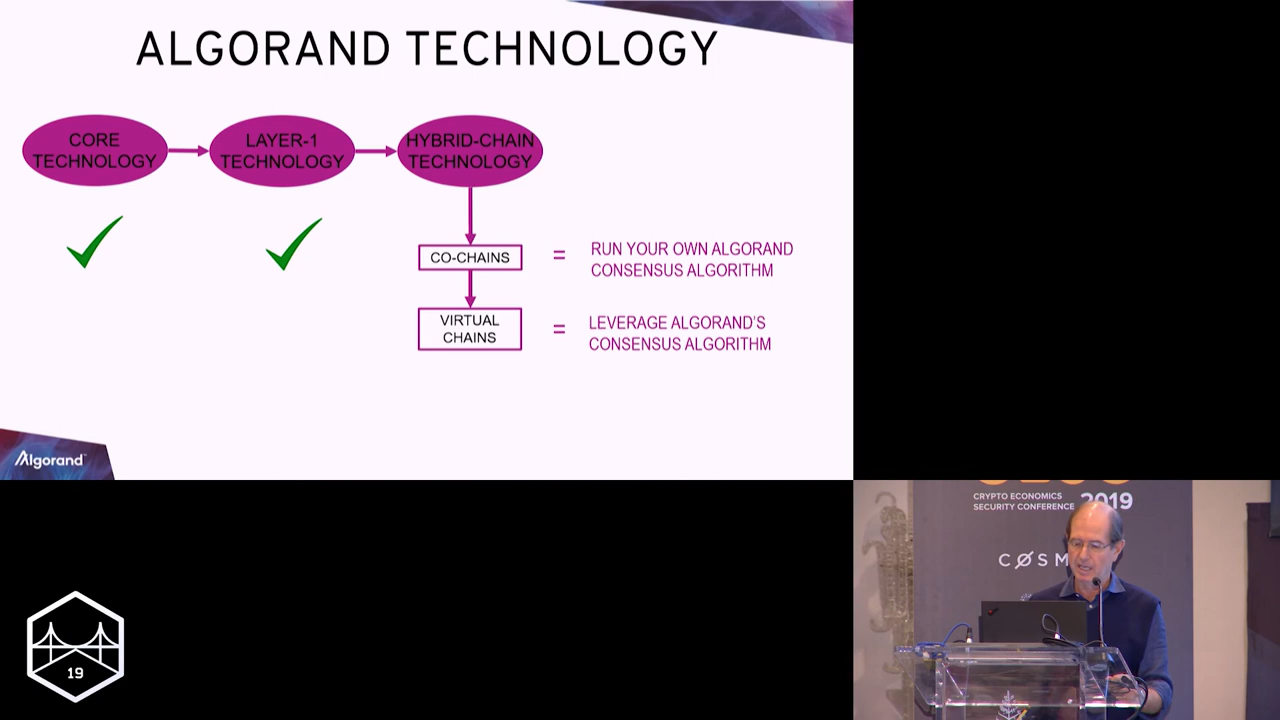 ALGORAND TECHNOLOGY
CORE
TECHNOLOGY
LAYER-1
TECHNOLOGY
HYBRID-CHAIN
TECHNOLOGY
CO-CHAINS
=
RUN YOUR OWN ALGORAND
CONSENSUS ALGORITHM
VIRTUAL
CHAINS
=
LEVERAGE ALGORAND'S
CONSENSUS ALGORITHM
Algorand
CRYPTO ECONOMICS
SECURITY CONFERENCE
2019
CØSM
19